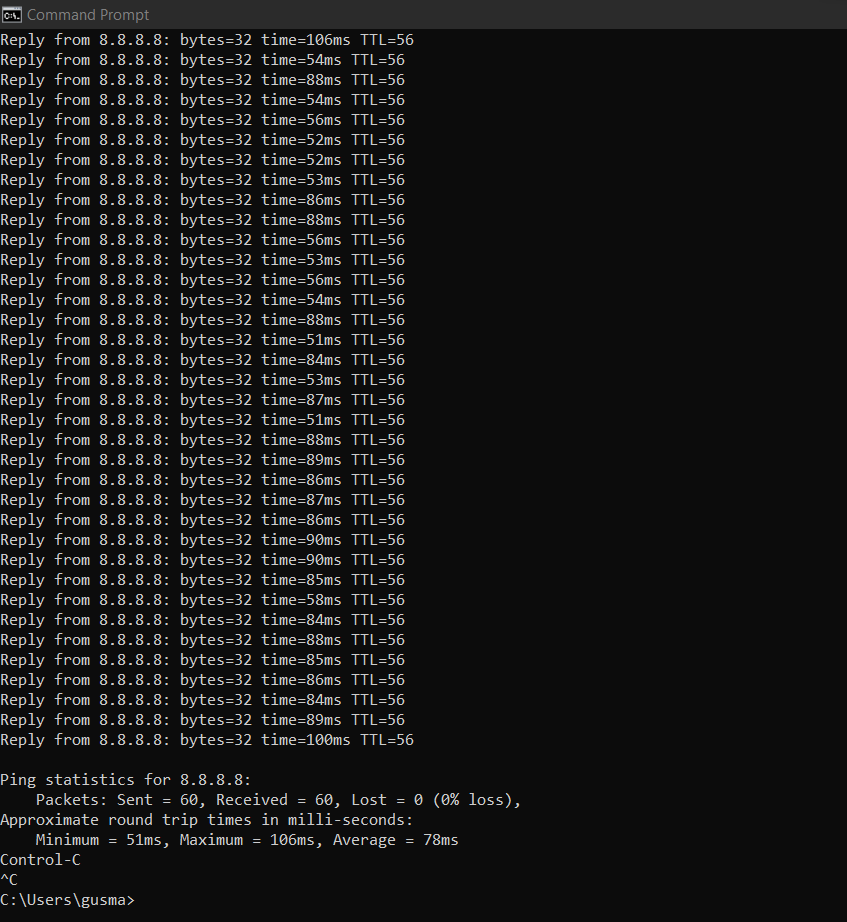 Command Prompt
Reply from 8.8.8.8: bytes=32 time=106ms TTL=56
Reply from 8.8.8.8: bytes=32 time=54ms TTL=56
Reply from 8.8.8.8: bytes=32 time=88ms TTL=56
Reply from 8.8.8.8: bytes=32 time=54ms TTL=56
Reply from 8.8.8.8: bytes=32 time=56ms TTL=56
Reply from 8.8.8.8: bytes=32 time=52ms TTL=56
Reply from 8.8.8.8: bytes=32 time=52ms TTL=56
Reply from 8.8.8.8: bytes=32 time=53ms TTL=56
Reply from 8.8.8.8: bytes=32 time=86ms TTL=56
Reply from 8.8.8.8: bytes=32 time=88ms TTL=56
Reply from 8.8.8.8: bytes=32 time=56ms TTL=56
Reply from 8.8.8.8: bytes=32 time=53ms TTL=56
Reply from 8.8.8.8: bytes=32 time=56ms TTL=56
Reply from 8.8.8.8: bytes=32 time=54ms TTL=56
Reply from 8.8.8.8: bytes=32 time=88ms TTL=56
Reply from 8.8.8.8: bytes=32 time=51ms TTL=56
Reply from 8.8.8.8: bytes=32 time=84ms TTL=56
Reply from 8.8.8.8: bytes=32 time=53ms TTL=56
Reply from 8.8.8.8: bytes=32 time=87ms TTL=56
Reply from 8.8.8.8: bytes=32 time=51ms TTL=56
Reply from 8.8.8.8: bytes=32 time=88ms TTL=56
Reply from 8.8.8.8: bytes=32 time=89ms TTL=56
Reply from 8.8.8.8: bytes=32 time=86ms TTL=56
Reply from 8.8.8.8: bytes=32 time=87ms TTL=56
Reply from 8.8.8.8: bytes=32 time=86ms TTL=56
Reply from 8.8.8.8: bytes=32 time=90ms TTL=56
Reply from 8.8.8.8: bytes=32 time=90ms TTL=56
Reply from 8.8.8.8: bytes=32 time=85ms TTL=56
Reply from 8.8.8.8: bytes=32 time=58ms TTL=56
Reply from 8.8.8.8: bytes=32 time=84ms TTL=56
Reply from 8.8.8.8: bytes=32 time=88ms TTL=56
Reply from 8.8.8.8: bytes=32 time=85ms TTL=56
Reply from 8.8.8.8: bytes=32 time=86ms TTL=56
Reply from 8.8.8.8: bytes=32 time=84ms TTL=56
Reply from 8.8.8.8: bytes=32 time=89ms TTL=56
Reply from 8.8.8.8: bytes=32 time=100ms TTL=56

Ping statistics for 8.8.8.8:
    Packets: Sent = 60, Received = 60, Lost = 0 (0% loss),
Approximate round trip times in milli-seconds:
    Minimum = 51ms, Maximum = 106ms, Average = 78ms
Control-C
^C
C:\Users\gusma>